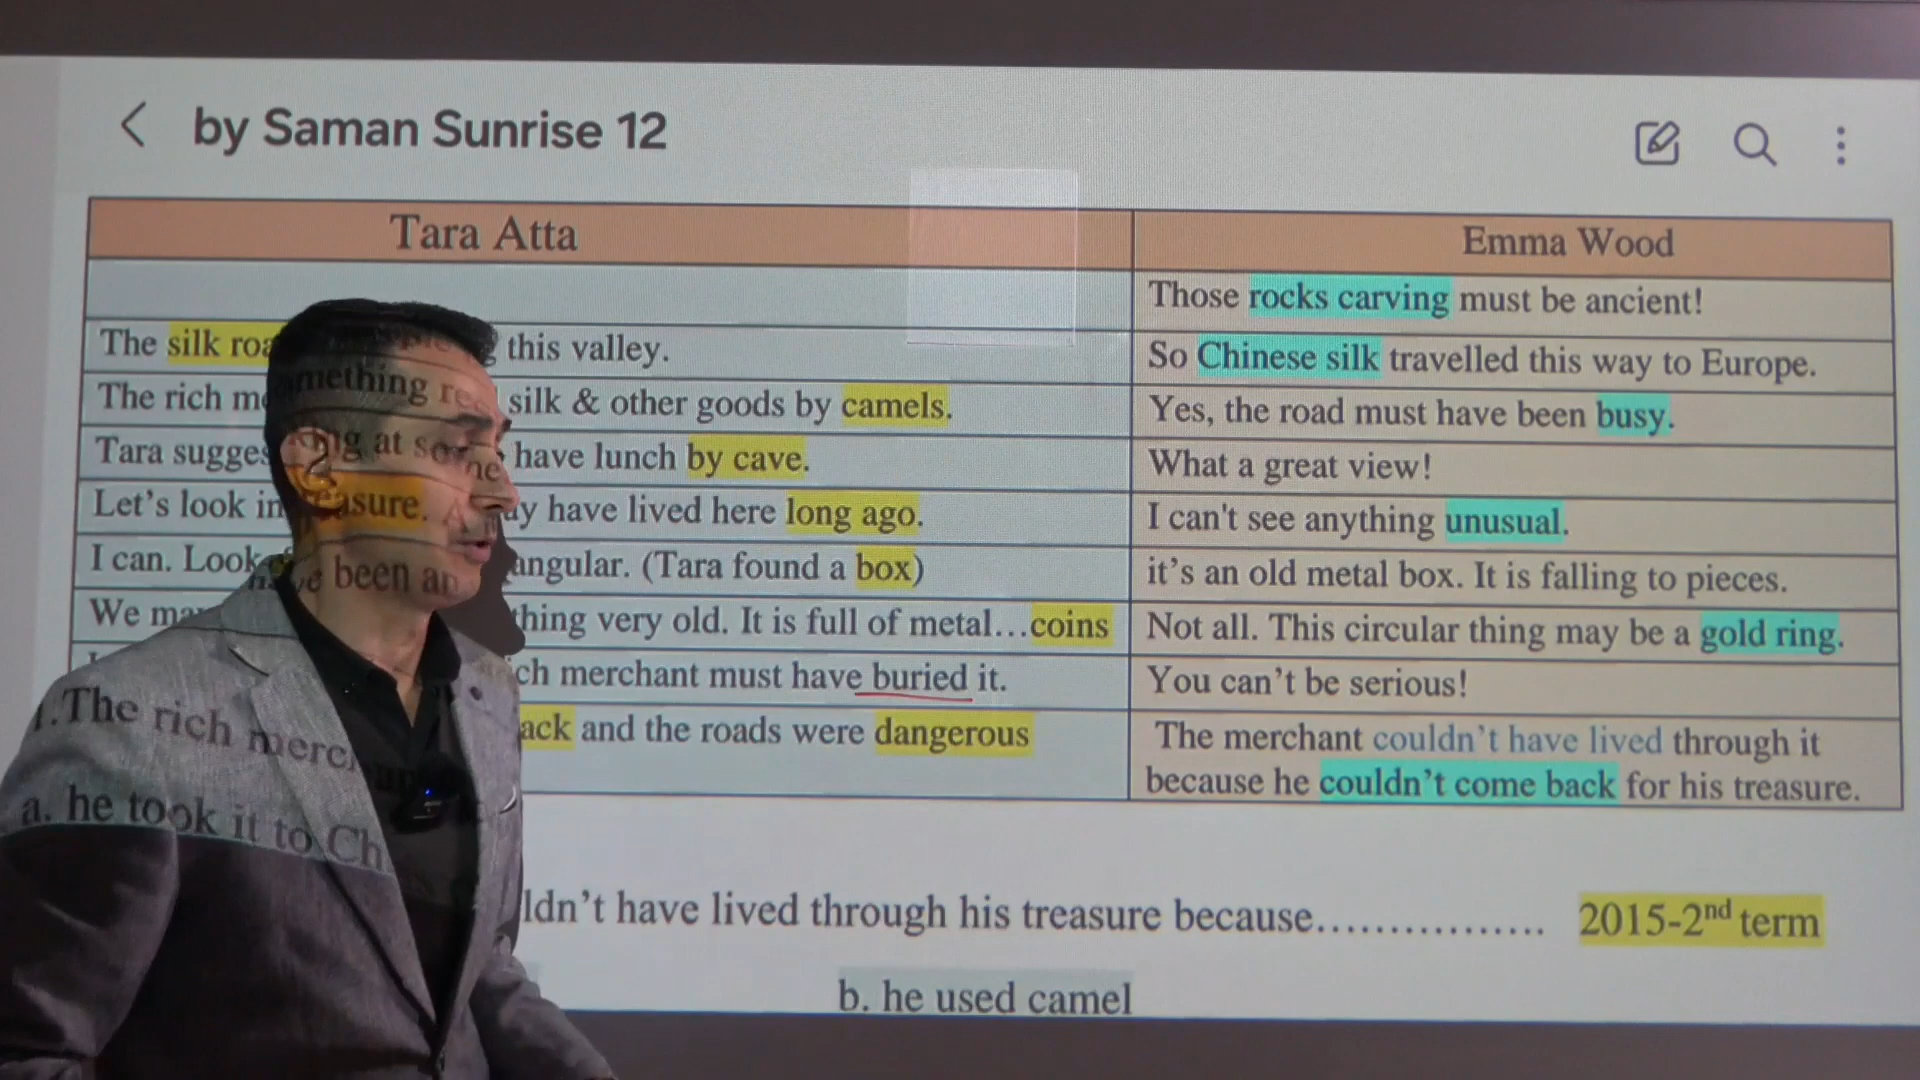 by Saman Sunrise 12
Tara Atta
Emma Wood
Those rocks carving must be ancient!
The silk roa this valley.
So Chinese silk travelled this way to Europe.
The rich me silk & other goods by camels.
Yes, the road must have been busy.
Tara sugges have lunch by cave.
What a great view!
Let's look in easure. ay have lived here long ago.
I can't see anything unusual.
I can. Look angular. (Tara found a box)
it's an old metal box. It is falling to pieces.
We ma thing very old. It is full of metal...coins
Not all. This circular thing may be a gold ring.
ch merchant must have buried it.
You can't be serious!
ack and the roads were dangerous
The merchant couldn't have lived through it
because he couldn't come back for his treasure.
1.The rich merc ldn't have lived through his treasure because................. 2015-2nd term
a. he took it to Ch
b. he used camel